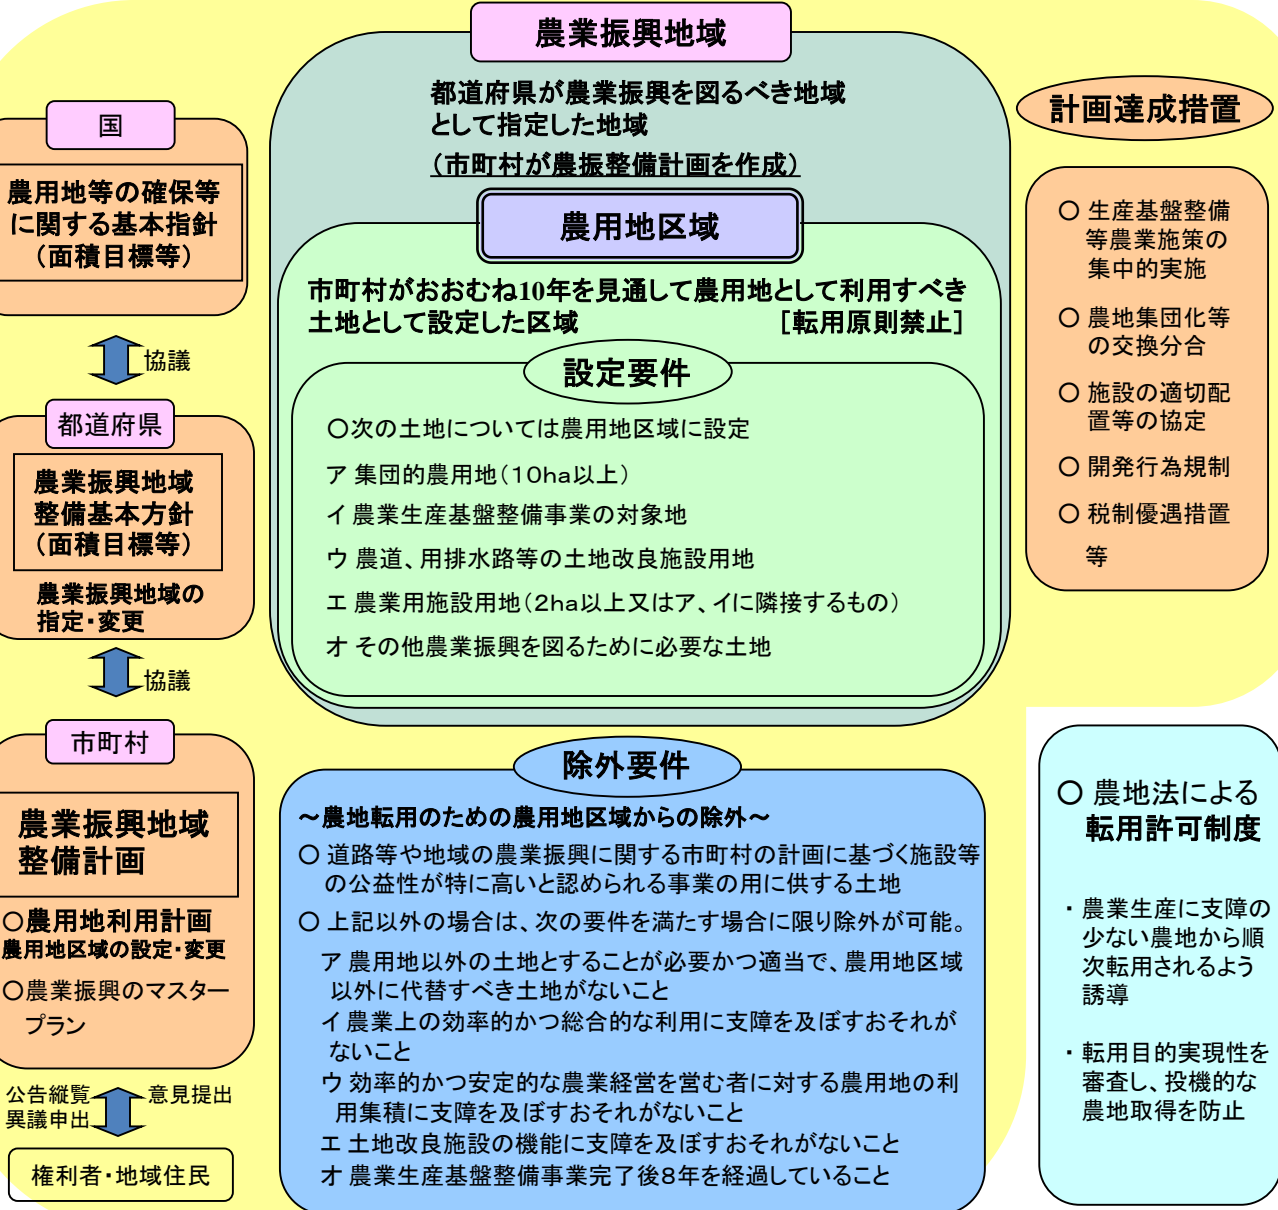 農業振興地域
都道府県が農業振興を図るべき地域
として指定した地域
(市町村が農振整備計画を作成)
農用地区域
市町村がおおむね10年を見通して農用地として利用すべき
土地として設定した区域 [転用原則禁止]
設定要件
○次の土地については農用地区域に設定
ア 集団的農用地(10ha以上)
イ 農業生産基盤整備事業の対象地
ウ 農道、用排水路等の土地改良施設用地
エ 農業用施設用地(2ha以上又はア、イに隣接するもの)
オ その他農業振興を図るために必要な土地
国
農用地等の確保等
に関する基本指針
(面積目標等)
協議
都道府県
農業振興地域
整備基本方針
(面積目標等)
農業振興地域の
指定・変更
協議
市町村
農業振興地域
整備計画
○農用地利用計画
農用地区域の設定・変更
○農業振興のマスター
プラン
公告縦覧
異議申出
意見提出
権利者・地域住民
除外要件
~農地転用のための農用地区域からの除外~
○ 道路等や地域の農業振興に関する市町村の計画に基づく施設等
の公益性が特に高いと認められる事業の用に供する土地
○ 上記以外の場合は、次の要件を満たす場合に限り除外が可能。
ア 農用地以外の土地とすることが必要かつ適当で、農用地区域
以外に代替すべき土地がないこと
イ 農業上の効率的かつ総合的な利用に支障を及ぼすおそれが
ないこと
ウ 効率的かつ安定的な農業経営を営む者に対する農用地の利
用集積に支障を及ぼすおそれがないこと
エ 土地改良施設の機能に支障を及ぼすおそれがないこと
オ 農業生産基盤整備事業完了後8年を経過していること
計画達成措置
○ 生産基盤整備
等農業施策の
集中的実施
○ 農地集団化等
の交換分合
○ 施設の適切配
置等の協定
○ 開発行為規制
○ 税制優遇措置
等
○ 農地法による
転用許可制度
・ 農業生産に支障の
少ない農地から順
次転用されるよう
誘導
・ 転用目的実現性を
審査し、投機的な
農地取得を防止